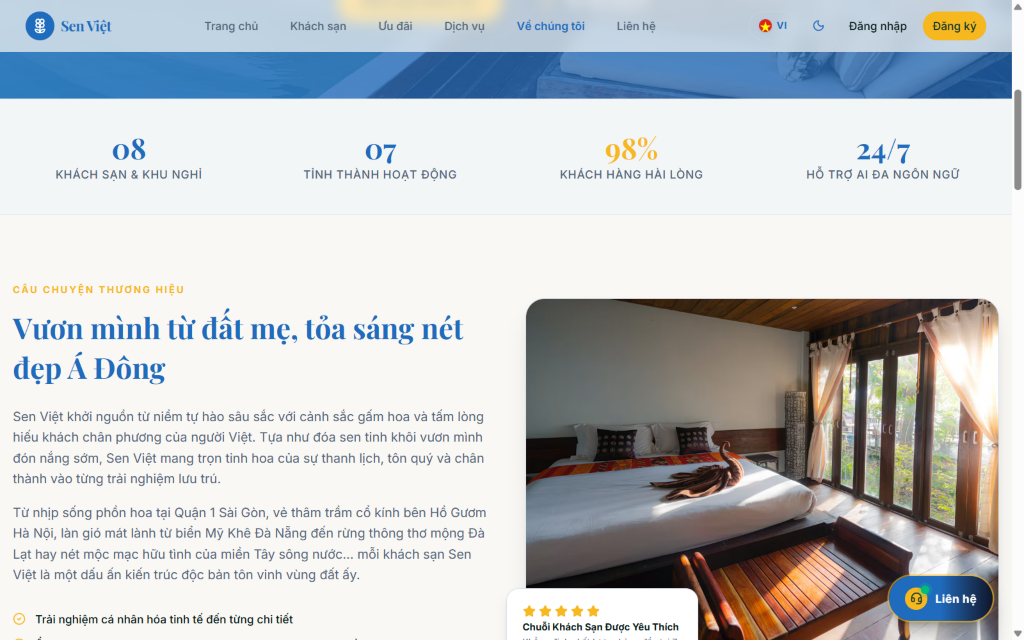 Sen Việt
Trang chủ
Khách sạn
Ưu đãi
Dịch vụ
Về chúng tôi
Liên hệ
VI
Đăng nhập
Đăng ký
08
KHÁCH SẠN & KHU NGHỈ
07
TỈNH THÀNH HOẠT ĐỘNG
98%
KHÁCH HÀNG HÀI LÒNG
24/7
HỖ TRỢ AI ĐA NGÔN NGỮ
CÂU CHUYỆN THƯƠNG HIỆU
Vươn mình từ đất mẹ, tỏa sáng nét
đẹp Á Đông
Sen Việt khởi nguồn từ niềm tự hào sâu sắc với cảnh sắc gấm hoa và tấm lòng
hiếu khách chân phương của người Việt. Tựa như đóa sen tinh khôi vươn mình
đón nắng sớm, Sen Việt mang trọn tinh hoa của sự thanh lịch, tôn quý và chân
thành vào từng trải nghiệm lưu trú.
Từ nhịp sống phồn hoa tại Quận 1 Sài Gòn, vẻ thâm trầm cổ kính bên Hồ Gươm
Hà Nội, làn gió mát lành từ biển Mỹ Khê Đà Nẵng đến rừng thông thơ mộng Đà
Lạt hay nét mộc mạc hữu tình của miền Tây sông nước... mỗi khách sạn Sen
Việt là một dấu ấn kiến trúc độc bản tôn vinh vùng đất ấy.
Trải nghiệm cá nhân hóa tinh tế đến từng chi tiết
Chuỗi Khách Sạn Được Yêu Thích
Liên hệ